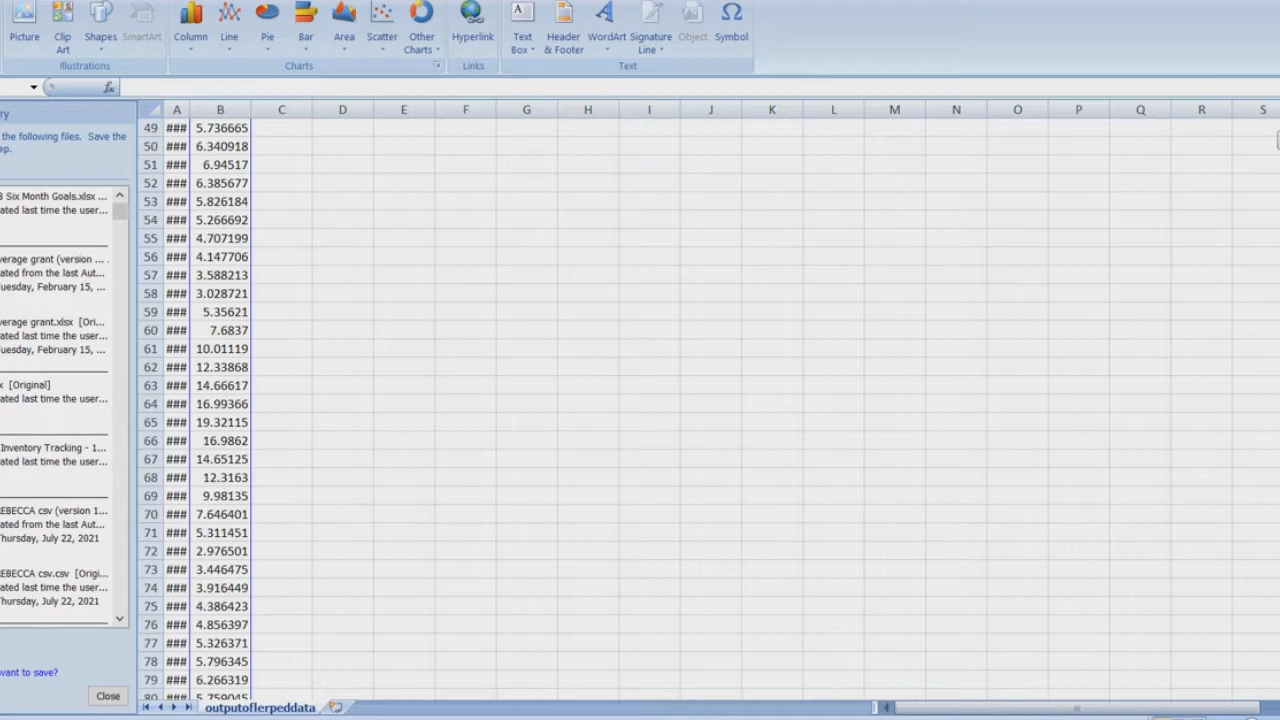 Picture Clip Art Shapes SmartArt Column Line Pie Bar Area Scatter Other Charts Hyperlink Text Box Header & Footer WordArt Signature Line Object Symbol
Illustrations Charts Links Text
fx
ry
the following files. Save the
ep.
3 Six Month Goals.xlsx ...
ated last time the user...
verage grant (version ...
ated from the last Aut...
uesday, February 15, ...
verage grant.xlsx [Ori...
ated last time the user...
uesday, February 15, ...
x [Original]
ated last time the user...
Inventory Tracking - 1...
ated last time the user...
EBECCA csv (version 1...
ated from the last Aut...
hursday, July 22, 2021
EBECCA csv.csv [Origi...
ated last time the user...
hursday, July 22, 2021
want to save?
Close
A B C D E F G H I J K L M N O P Q R S
49 ### 5.736665
50 ### 6.340918
51 ### 6.94517
52 ### 6.385677
53 ### 5.826184
54 ### 5.266692
55 ### 4.707199
56 ### 4.147706
57 ### 3.588213
58 ### 3.028721
59 ### 5.35621
60 ### 7.6837
61 ### 10.01119
62 ### 12.33868
63 ### 14.66617
64 ### 16.99366
65 ### 19.32115
66 ### 16.9862
67 ### 14.65125
68 ### 12.3163
69 ### 9.98135
70 ### 7.646401
71 ### 5.311451
72 ### 2.976501
73 ### 3.446475
74 ### 3.916449
75 ### 4.386423
76 ### 4.856397
77 ### 5.326371
78 ### 5.796345
79 ### 6.266319
80 ### 5.759045
outputoflerpeddata